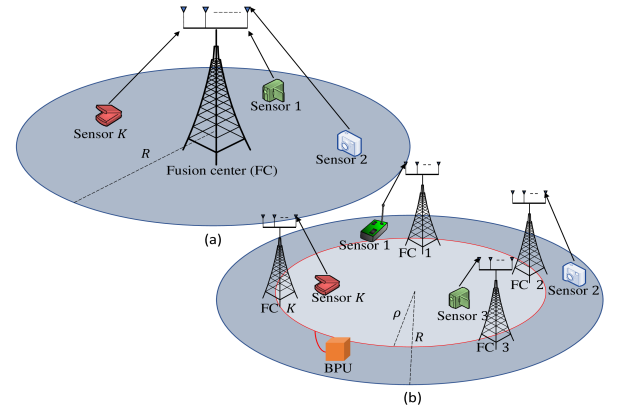 Sensor 1
Sensor K
Sensor 2
R
Fusion center (FC)
(a)
Sensor 1
FC 1
FC 2
Sensor 2
FC K
Sensor K
Sensor 3
ρ
R
FC 3
BPU
(b)